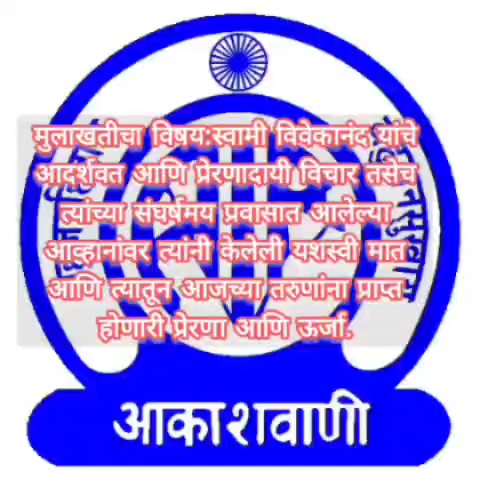 मुलाखतीचा विषय:स्वामी विवेकानंद यांचे
आदर्शवत आणि प्रेरणादायी विचार तसेच
त्यांच्या संघर्षमय प्रवासात आलेल्या
आव्हानांवर त्यांनी केलेली यशस्वी मात
आणि त्यातून आजच्या तरुणांना प्राप्त
होणारी प्रेरणा आणि ऊर्जा.
आकाशवाणी